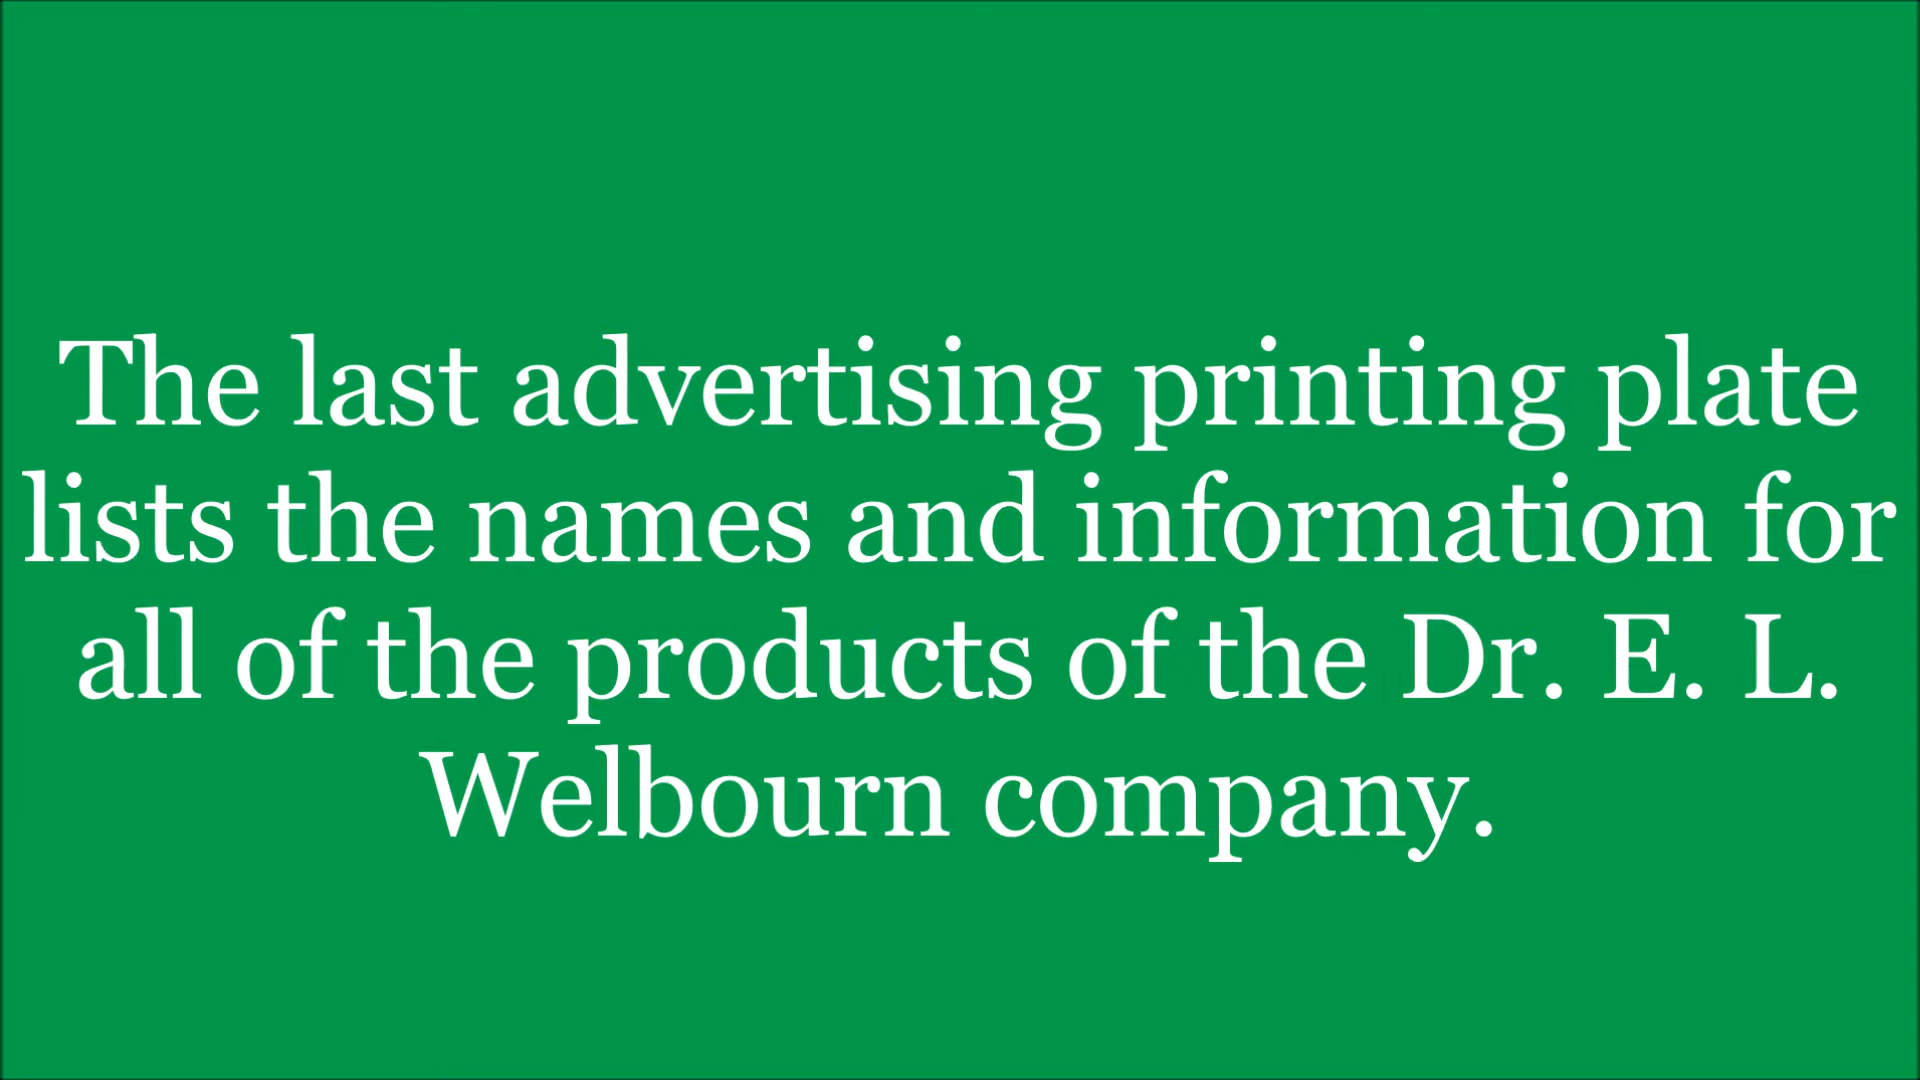 The last advertising printing plate
lists the names and information for
all of the products of the Dr. E. L.
Welbourn company.